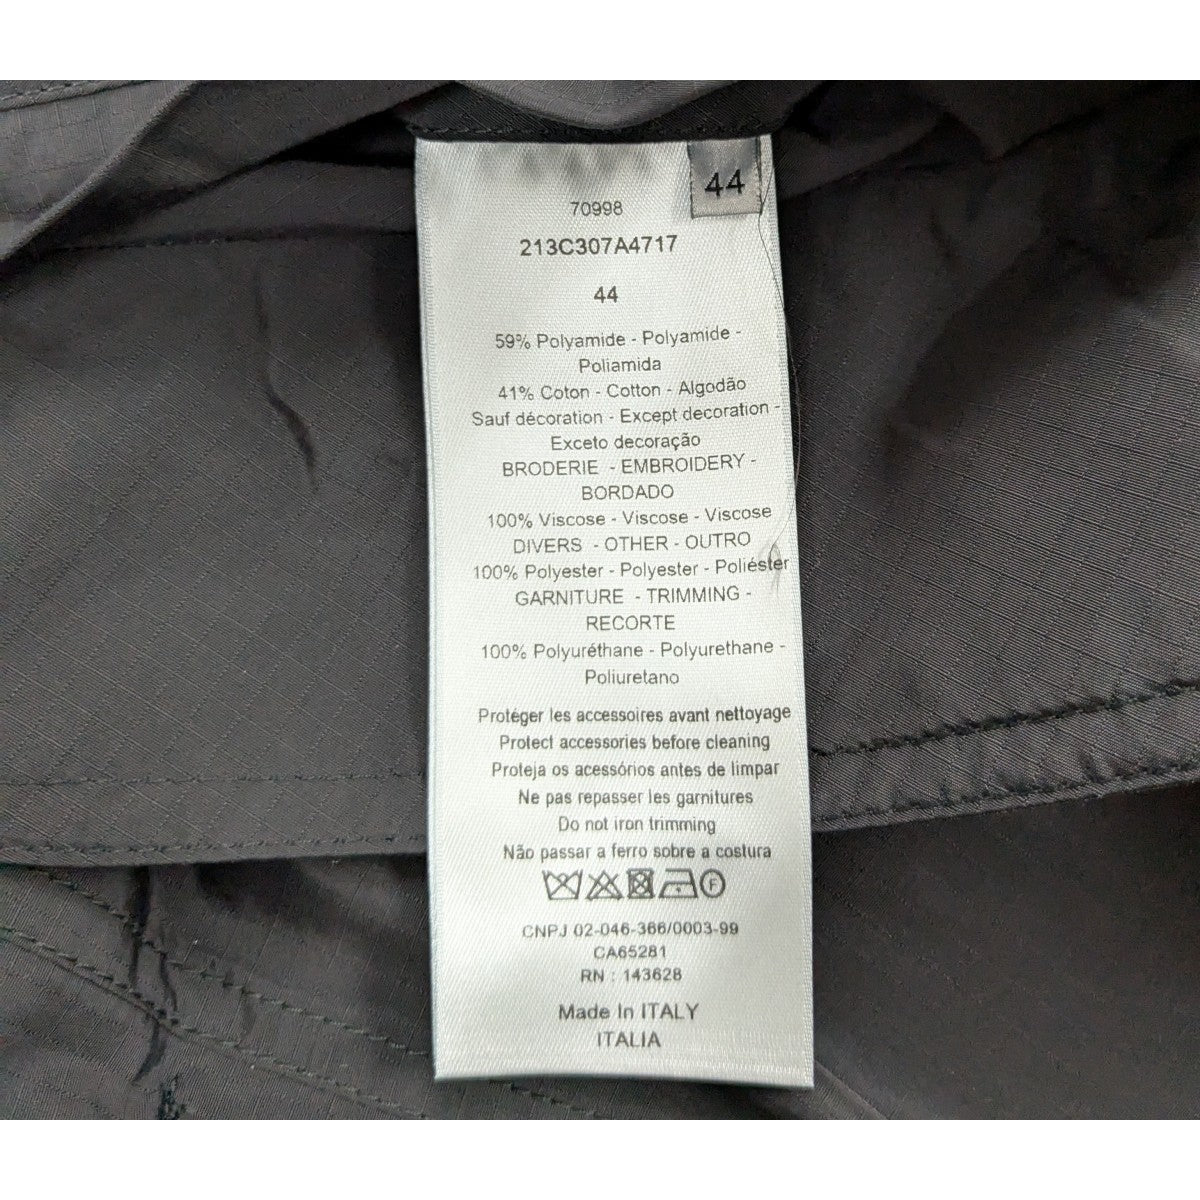 44
70998
213C307A4717
44
59% Polyamide - Polyamide -
Poliamida
41% Coton - Cotton - Algodão
Sauf décoration - Except decoration -
Exceto decoração
BRODERIE - EMBROIDERY -
BORDADO
100% Viscose - Viscose - Viscose
DIVERS - OTHER - OUTRO
100% Polyester - Polyester - Poliéster
GARNITURE - TRIMMING -
RECORTE
100% Polyuréthane - Polyurethane -
Poliuretano
Protéger les accessoires avant nettoyage
Protect accessories before cleaning
Proteja os acessórios antes de limpar
Ne pas repasser les garnitures
Do not iron trimming
Não passar a ferro sobre a costura
F
CNPJ 02-046-366/0003-99
CA65281
RN : 143628
Made In ITALY
ITALIA